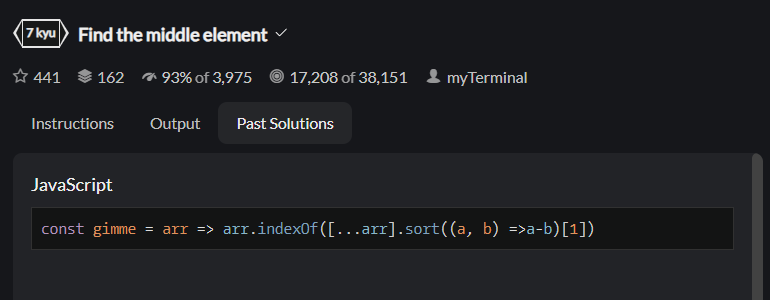 7 kyu Find the middle element
441 162 93% of 3,975 17,208 of 38,151 myTerminal
Instructions Output Past Solutions
JavaScript
const gimme = arr => arr.indexOf([...arr].sort((a, b) =>a-b)[1])